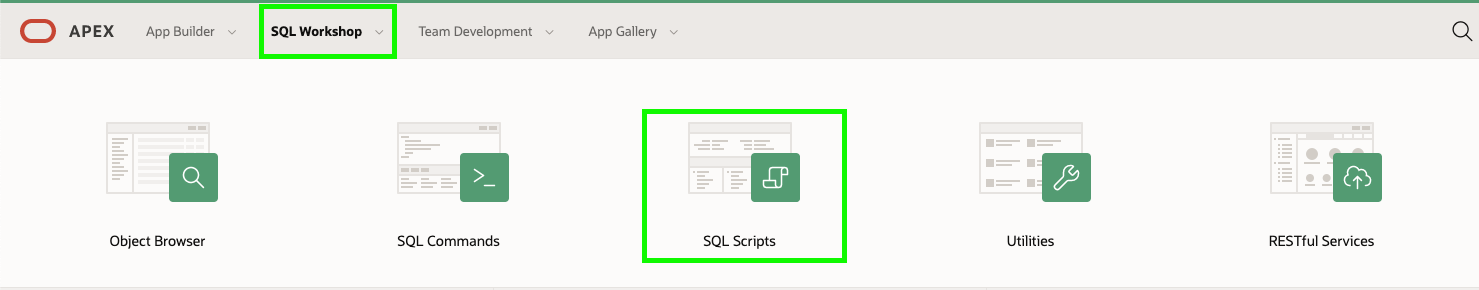 APEX App Builder SQL Workshop Team Development App Gallery
Object Browser SQL Commands SQL Scripts Utilities RESTful Services